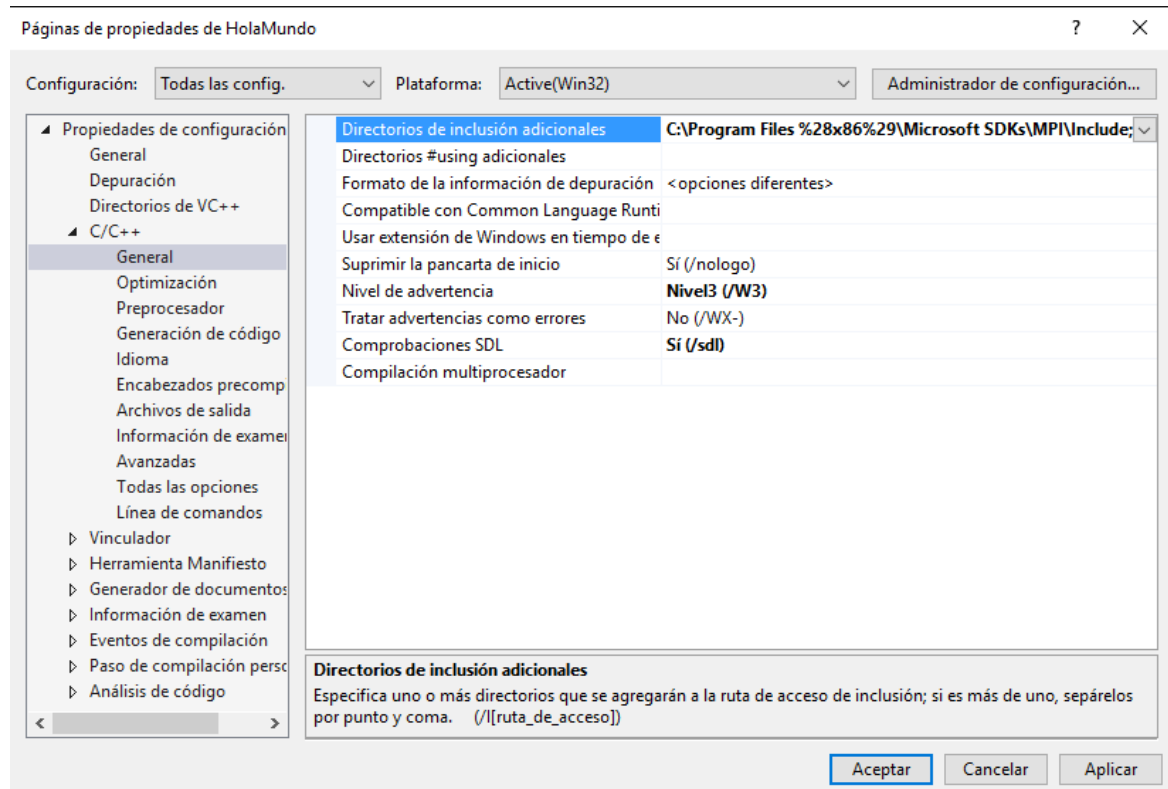 Páginas de propiedades de HolaMundo ? ×
Configuración: Todas las config. Plataforma: Active(Win32) Administrador de configuración...
Propiedades de configuración
General
Depuración
Directorios de VC++
C/C++
General
Optimización
Preprocesador
Generación de código
Idioma
Encabezados precomp
Archivos de salida
Información de examen
Avanzadas
Todas las opciones
Línea de comandos
Vinculador
Herramienta Manifiesto
Generador de documentos
Información de examen
Eventos de compilación
Paso de compilación perso
Análisis de código
Directorios de inclusión adicionales C:\Program Files %28x86%29\Microsoft SDKs\MPI\Include;
Directorios #using adicionales
Formato de la información de depuración <opciones diferentes>
Compatible con Common Language Runti
Usar extensión de Windows en tiempo de e
Suprimir la pancarta de inicio Sí (/nologo)
Nivel de advertencia Nivel3 (/W3)
Tratar advertencias como errores No (/WX-)
Comprobaciones SDL Sí (/sdl)
Compilación multiprocesador
Directorios de inclusión adicionales
Especifica uno o más directorios que se agregarán a la ruta de acceso de inclusión; si es más de uno, sepárelos
por punto y coma. (/I[ruta_de_acceso])
Aceptar Cancelar Aplicar